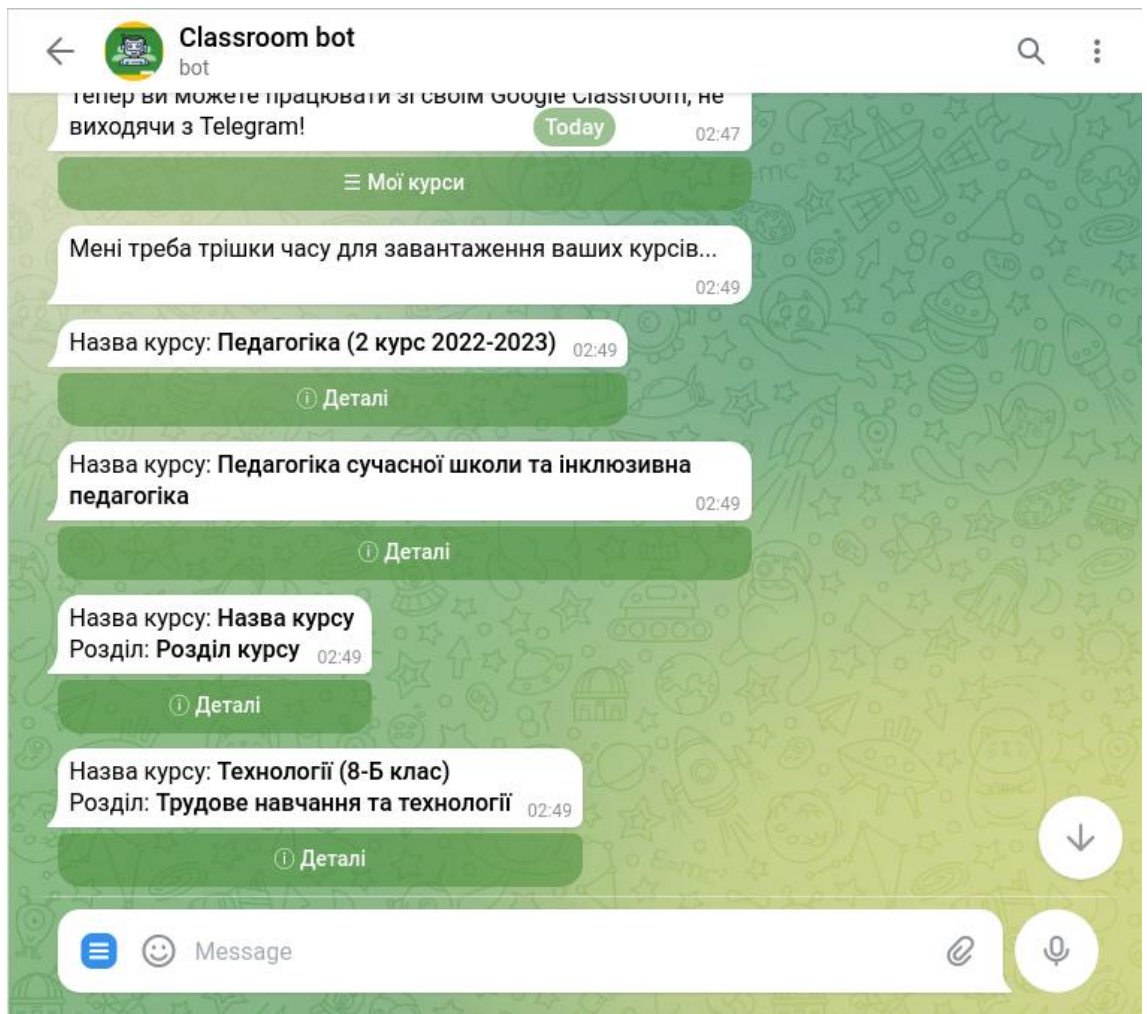 Classroom bot
bot
Тепер ви можете працювати зі своїм Google Classroom, не
виходячи з Telegram!
Today
02:47
☰ Мої курси
Мені треба трішки часу для завантаження ваших курсів...
02:49
Назва курсу: Педагогіка (2 курс 2022-2023) 02:49
ⓘ Деталі
Назва курсу: Педагогіка сучасної школи та інклюзивна
педагогіка 02:49
ⓘ Деталі
Назва курсу: Назва курсу
Розділ: Розділ курсу 02:49
ⓘ Деталі
Назва курсу: Технології (8-Б клас)
Розділ: Трудове навчання та технології 02:49
ⓘ Деталі
Message